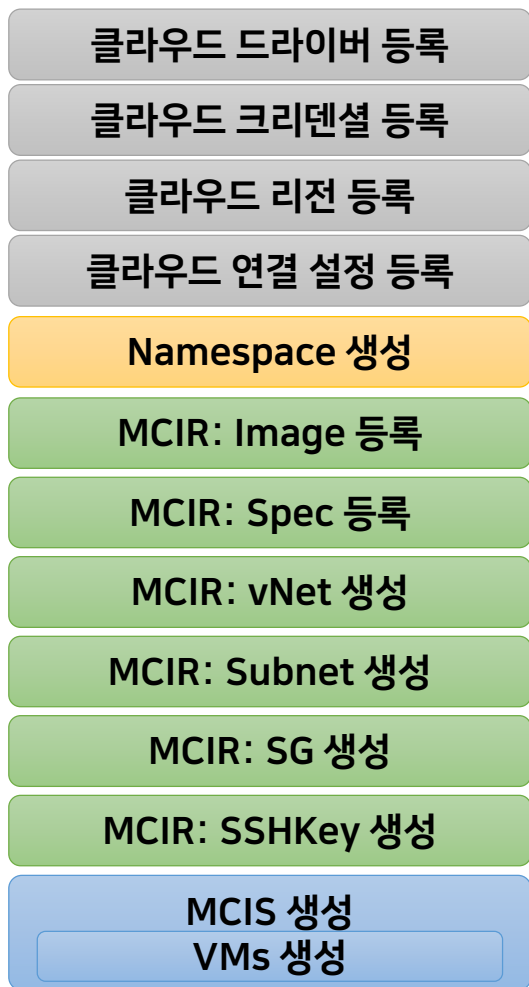 클라우드 드라이버 등록
클라우드 크리덴셜 등록
클라우드 리전 등록
클라우드 연결 설정 등록
Namespace 생성
MCIR: Image 등록
MCIR: Spec 등록
MCIR: vNet 생성
MCIR: Subnet 생성
MCIR: SG 생성
MCIR: SSHKey 생성
MCIS 생성
VMs 생성